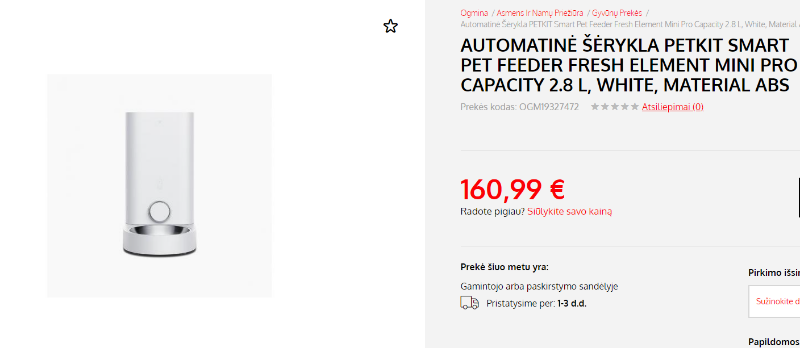 Ogmina / Asmens Ir Namų Priežiūra / Gyvūnų Prekės /
Automatinė Šėrykla PETKIT Smart Pet Feeder Fresh Element Mini Pro Capacity 2.8 L, White, Material
AUTOMATINĖ ŠĖRYKLA PETKIT SMART
PET FEEDER FRESH ELEMENT MINI PRO
CAPACITY 2.8 L, WHITE, MATERIAL ABS
Prekės kodas: OGM19327472 Atsiliepimai (0)
160,99 €
Radote pigiau? Siūlykite savo kainą
Prekė šiuo metu yra:
Gamintojo arba paskirstymo sandėlyje
Pristatysime per: 1-3 d.d.
Pirkimo išsi
Sužinokite d
Papildomos